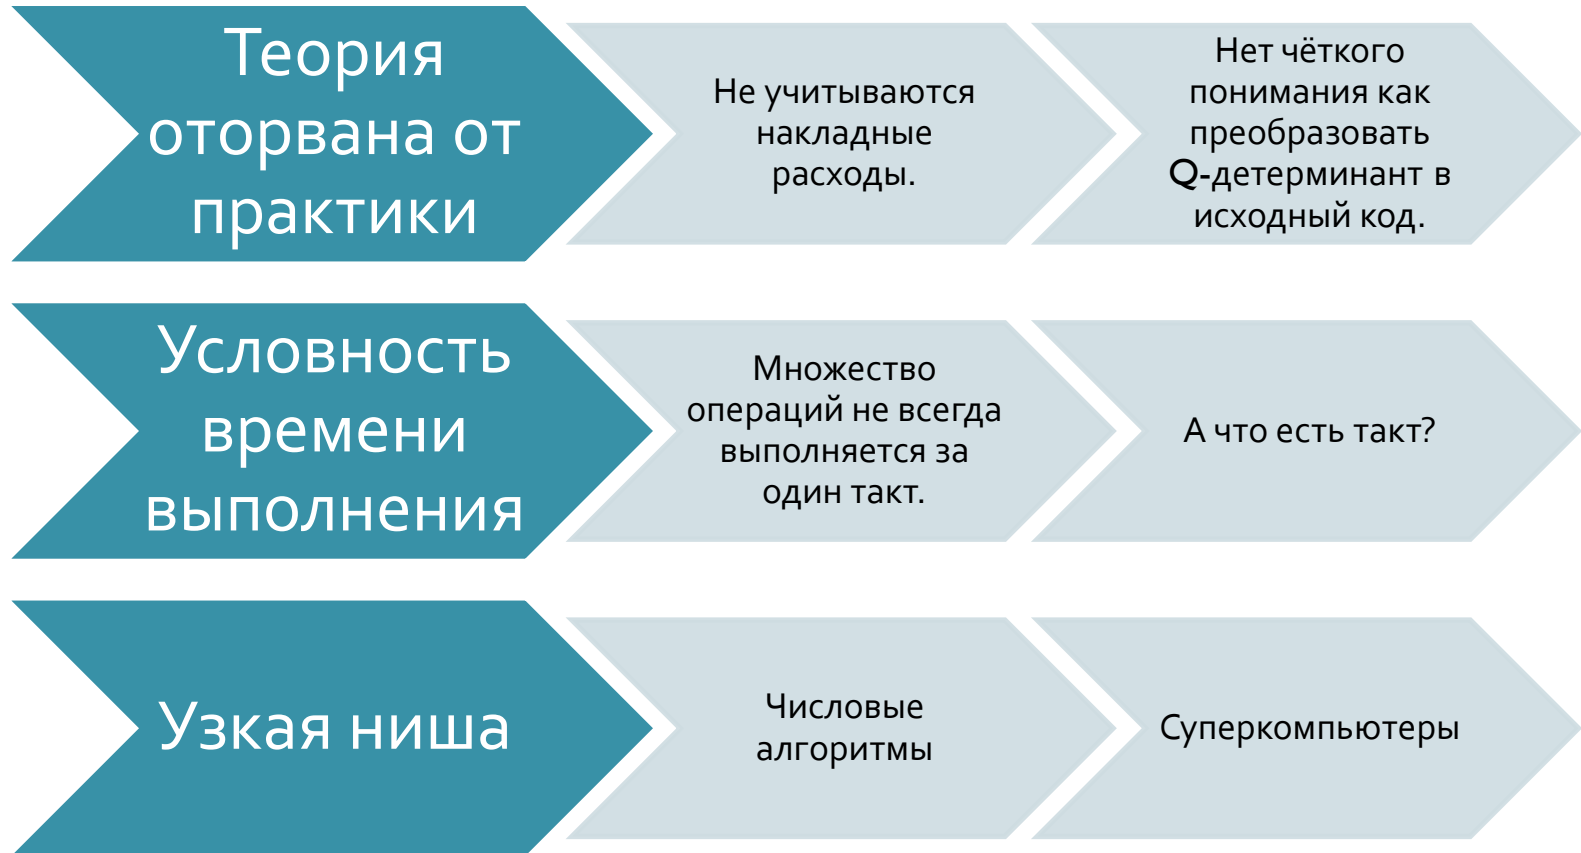 Теория
оторвана от
практики
Не учитываются
накладные
расходы.
Нет чёткого
понимания как
преобразовать
Q-детерминант в
исходный код.
Условность
времени
выполнения
Множество
операций не всегда
выполняется за
один такт.
А что есть такт?
Узкая ниша
Числовые
алгоритмы
Суперкомпьютеры